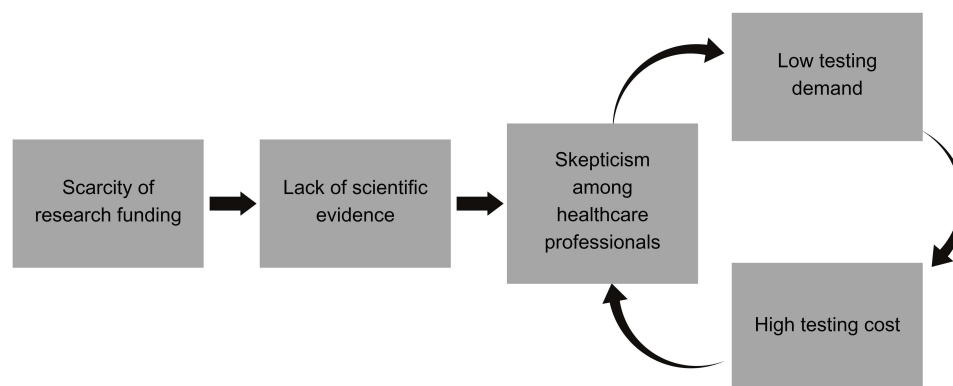 Scarcity of
research funding
Lack of scientific
evidence
Skepticism
among
healthcare
professionals
Low testing
demand
High testing cost